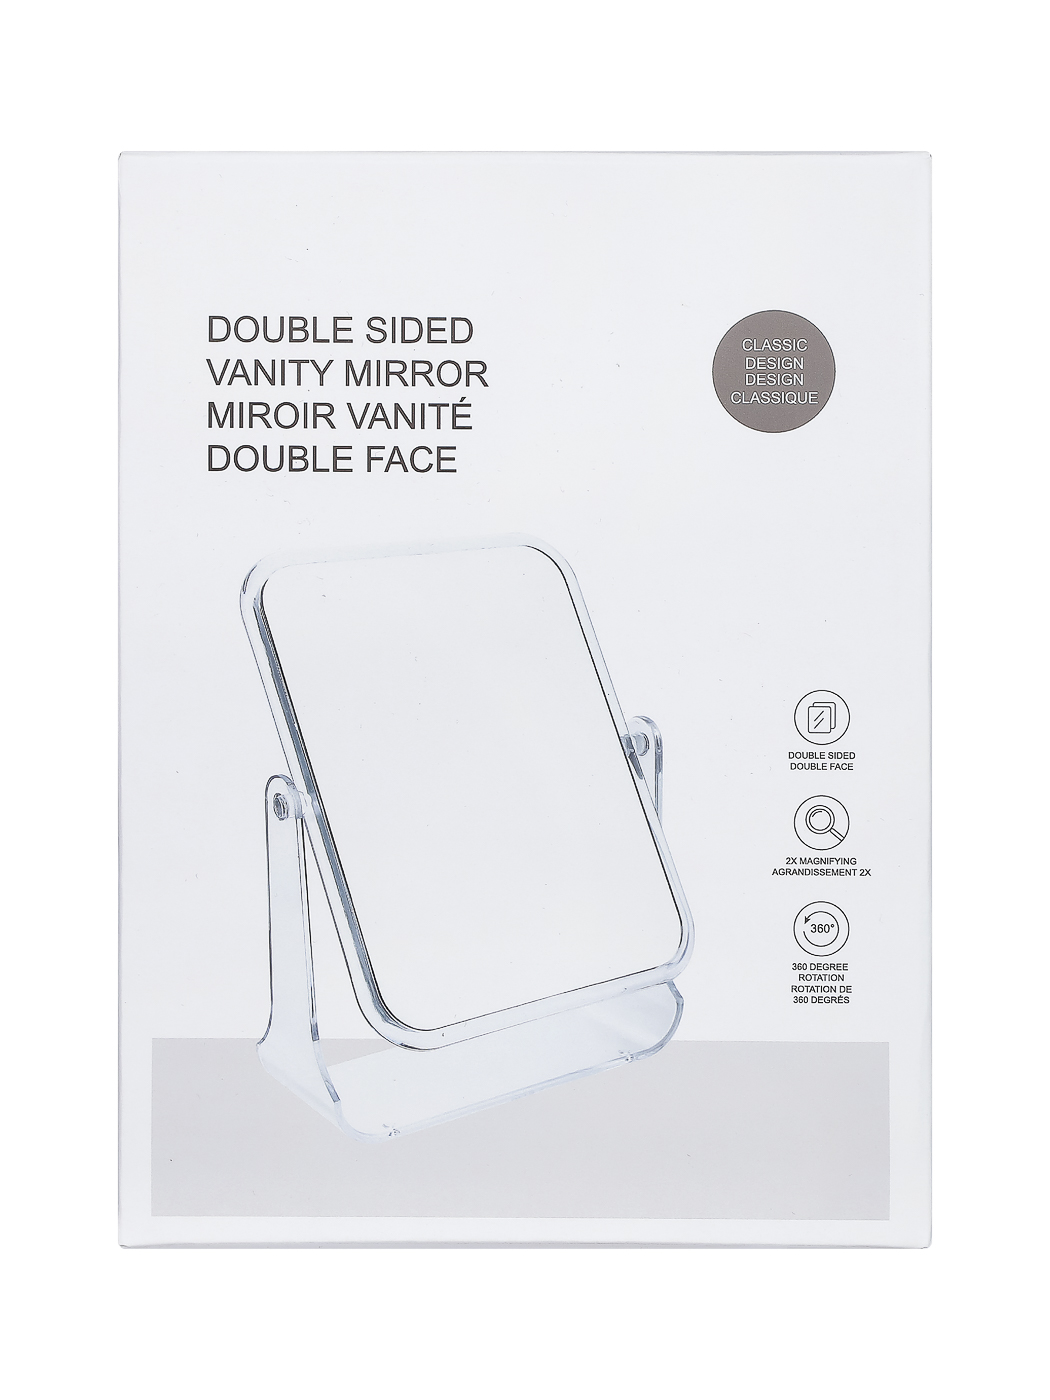 DOUBLE SIDED
VANITY MIRROR
MIROIR VANITÉ
DOUBLE FACE
CLASSIC
DESIGN
DESIGN
CLASSIQUE
DOUBLE SIDED
DOUBLE FACE
2X MAGNIFYING
AGRANDISSEMENT 2X
360°
360 DEGREE
ROTATION
ROTATION DE
360 DEGRÉS